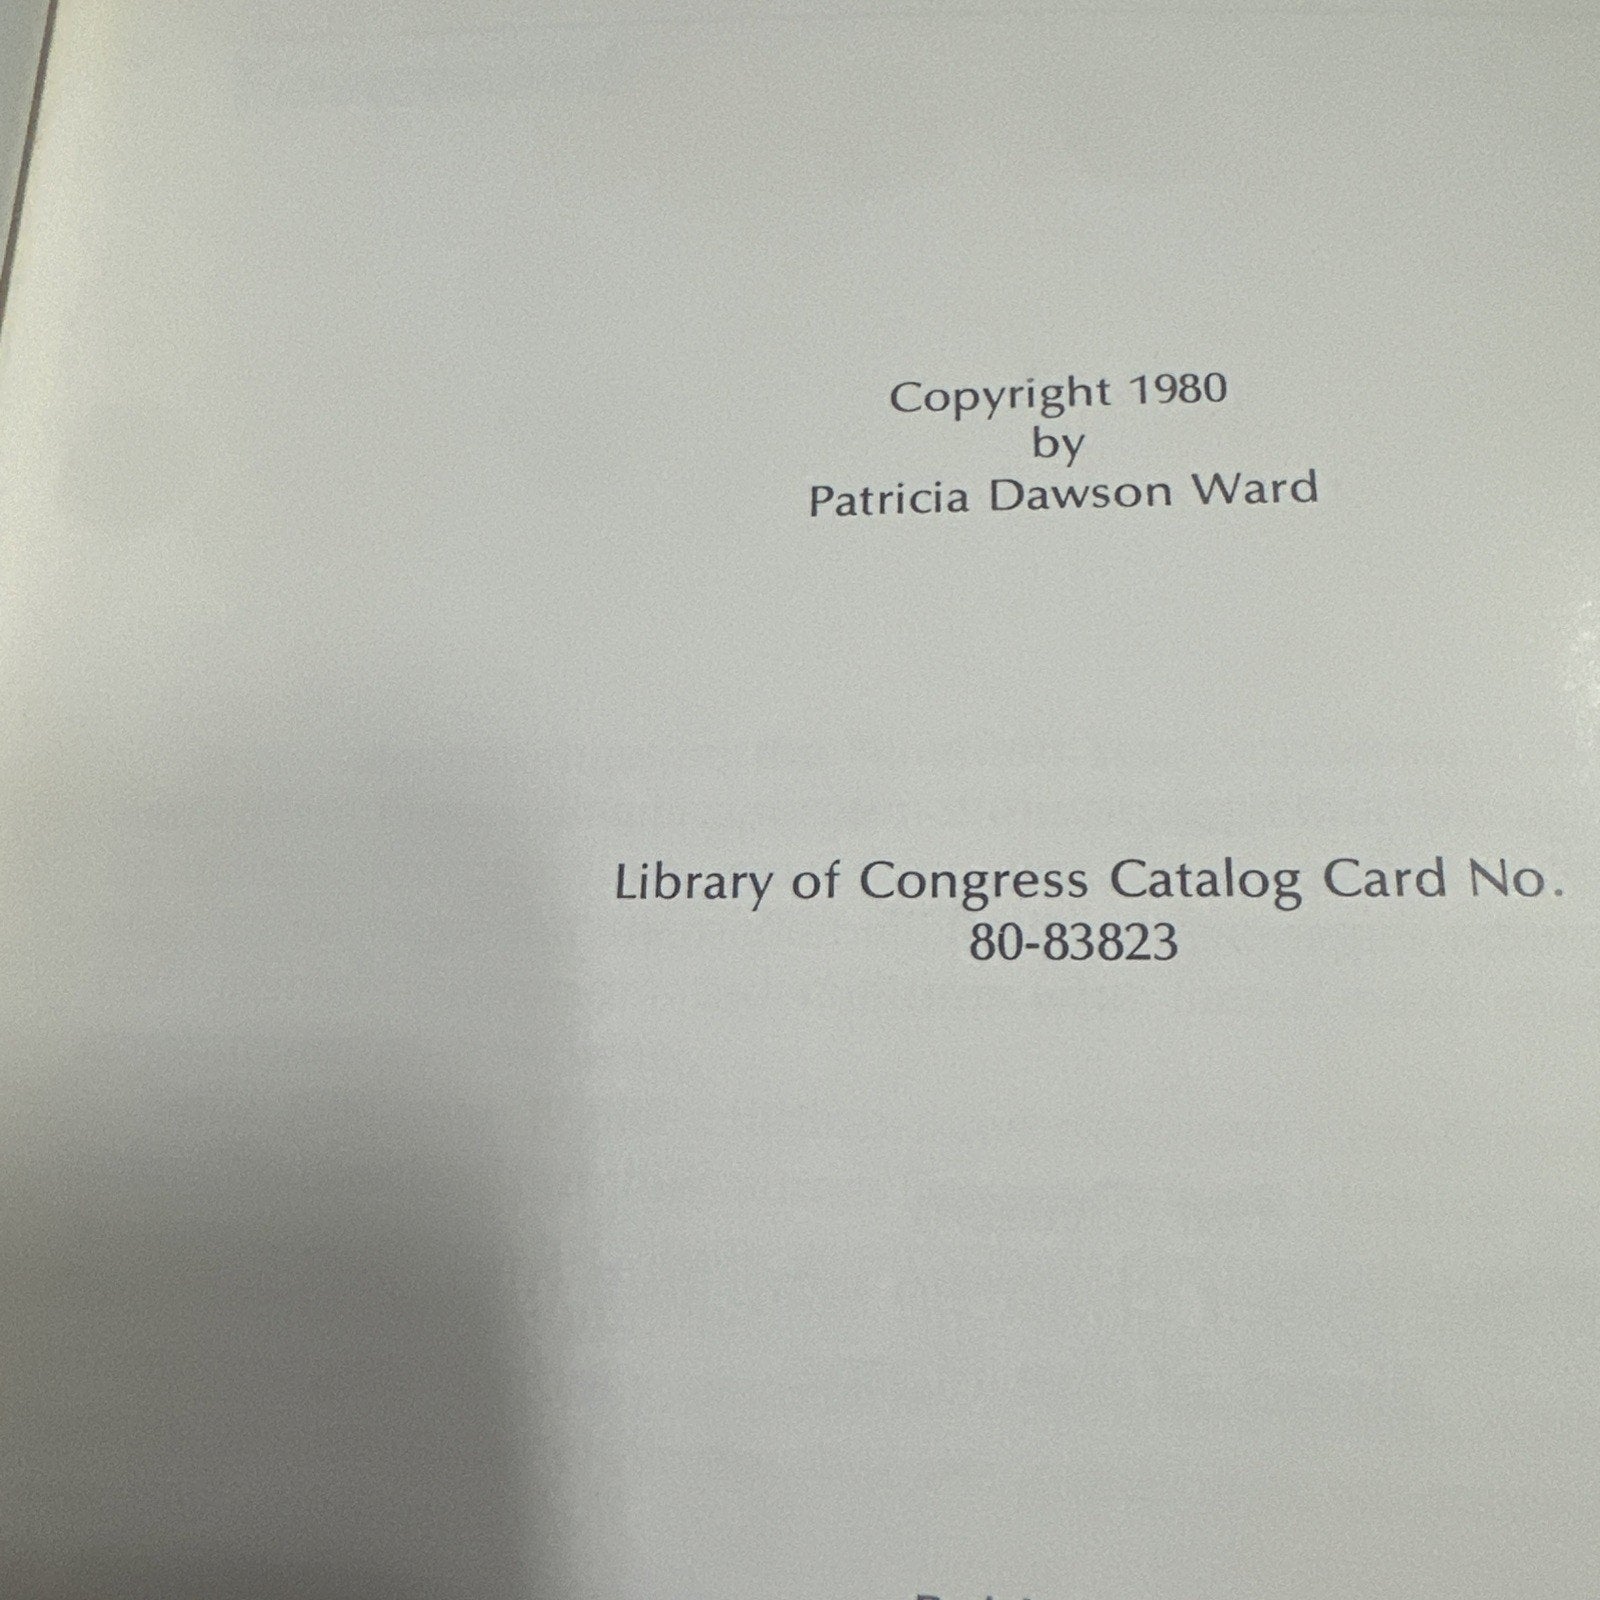 Copyright 1980
by
Patricia Dawson Ward
Library of Congress Catalog Card No.
80-83823